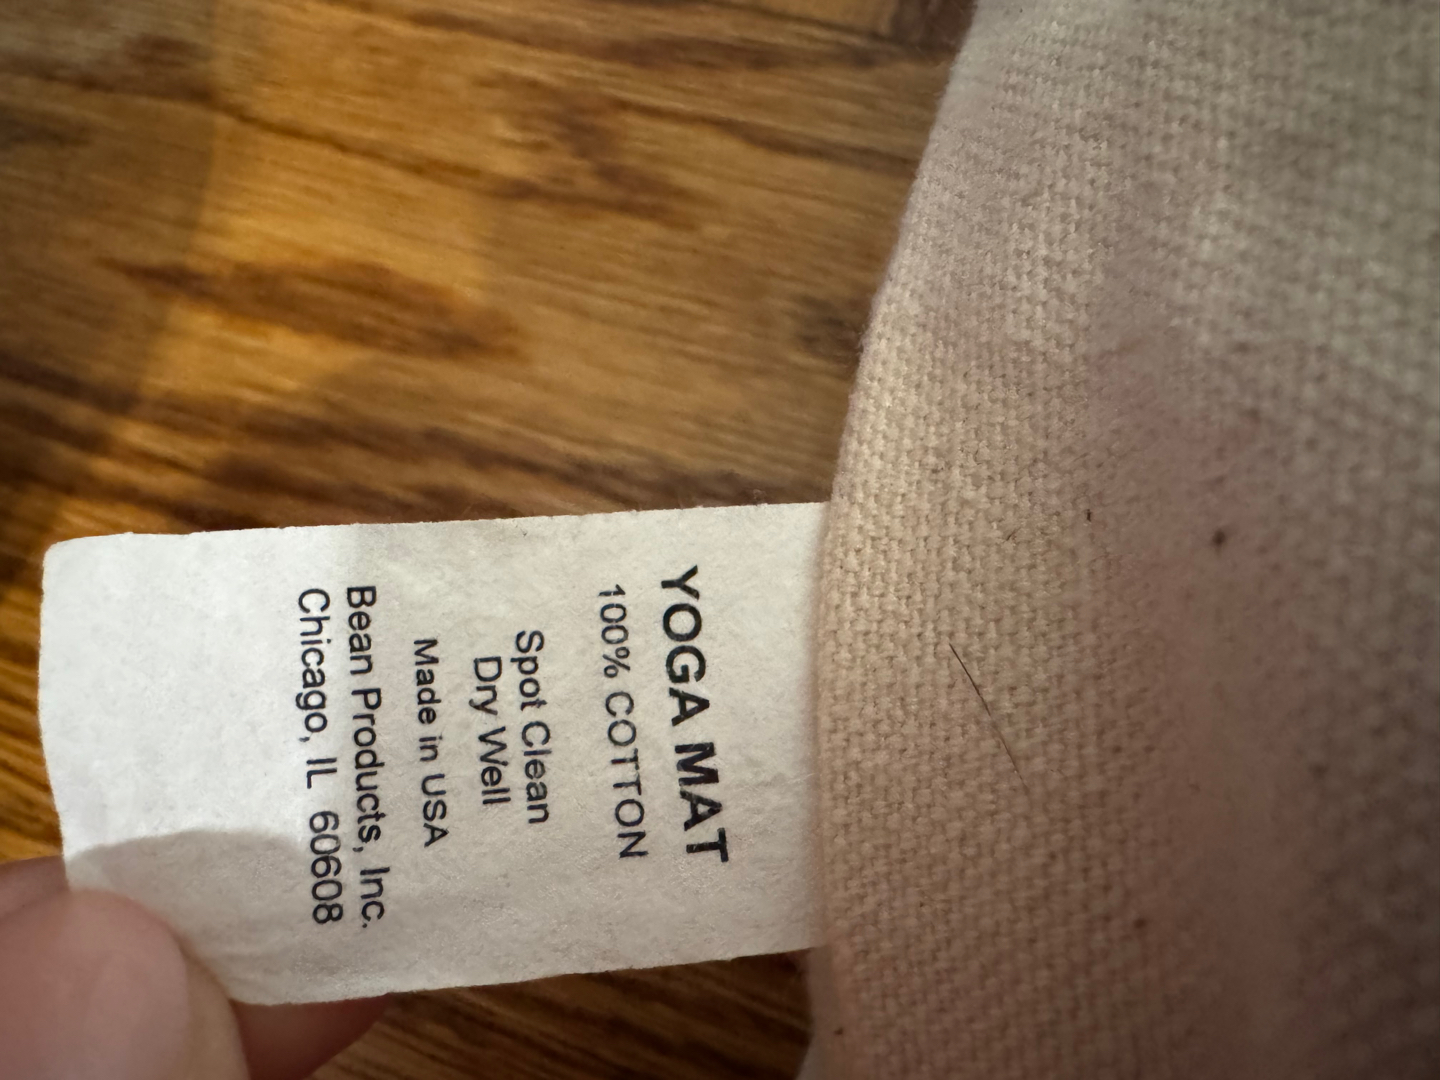 YOGA MAT
100% COTTON
Spot Clean
Dry Well
Made in USA
Bean Products, Inc.
Chicago, IL 60608